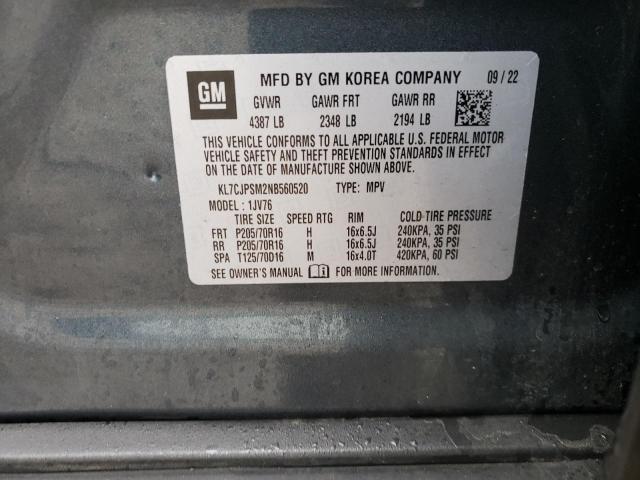 GM MFD BY GM KOREA COMPANY 09/22
GVWR GAWR FRT GAWR RR
4387 LB 2348 LB 2194 LB
THIS VEHICLE CONFORMS TO ALL APPLICABLE U.S. FEDERAL MOTOR
VEHICLE SAFETY AND THEFT PREVENTION STANDARDS IN EFFECT
ON THE DATE OF MANUFACTURE SHOWN ABOVE.
KL7CJPSM2NB560520 TYPE: MPV
MODEL: 1JV76
TIRE SIZE SPEED RTG RIM COLD TIRE PRESSURE
FRT P205/70R16 H 16x6.5J 240KPA, 35 PSI
RR P205/70R16 H 16x6.5J 240KPA, 35 PSI
SPA T125/70D16 M 16x4.0T 420KPA, 60 PSI
SEE OWNER'S MANUAL FOR MORE INFORMATION.